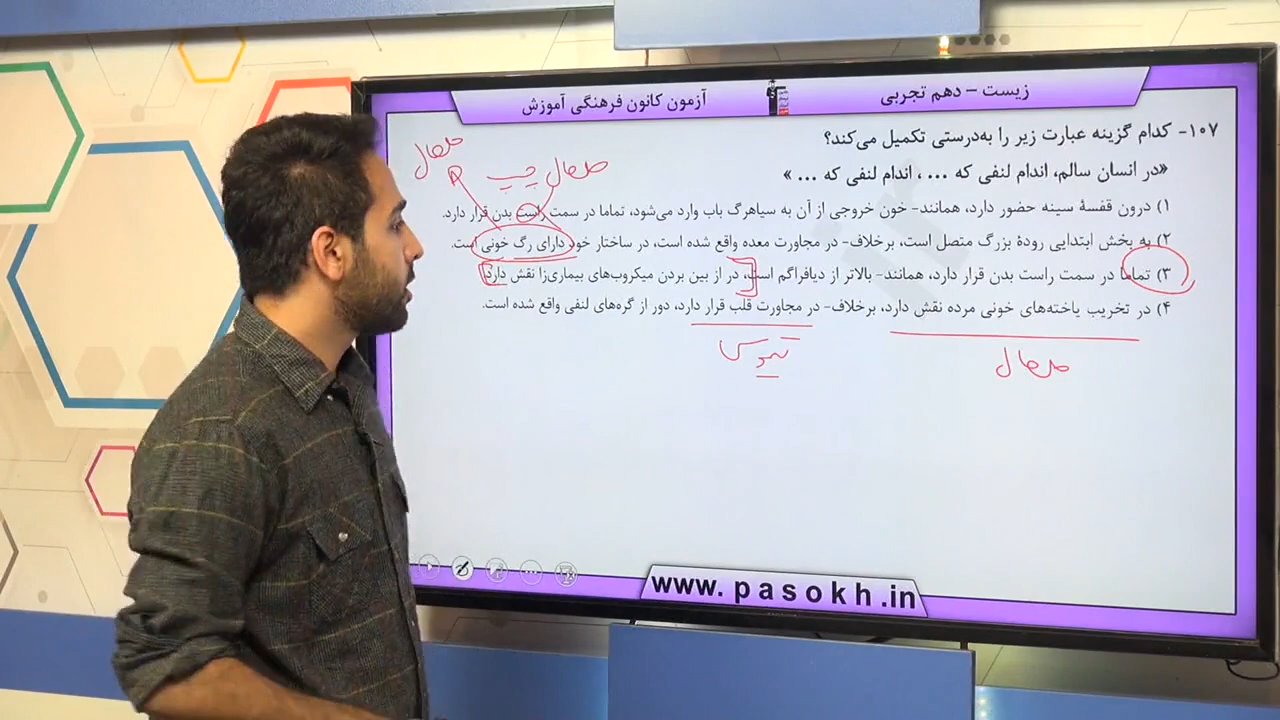 زیست – دهم تجربی
آزمون کانون فرهنگی آموزش
۱۰۷- کدام گزینه عبارت زیر را به‌درستی تکمیل می‌کند؟
«در انسان سالم، اندام لنفی که ... ، اندام لنفی که ... »
۱) درون قفسهٔ سینه حضور دارد، همانند- خون خروجی از آن به سیاهرگ باب وارد می‌شود، تماما در سمت راست بدن قرار دارد.
۲) به بخش ابتدایی رودهٔ بزرگ متصل است، برخلاف- در مجاورت معده واقع شده است، در ساختار خود دارای رگ خونی است.
۳) تماما در سمت راست بدن قرار دارد، همانند- بالاتر از دیافراگم است، در از بین بردن میکروب‌های بیماری‌زا نقش دارد.
۴) در تخریب یاخته‌های خونی مرده نقش دارد، برخلاف- در مجاورت قلب قرار دارد، دور از گره‌های لنفی واقع شده است.
طحال
طحال چپ
تیموس
طحال
www.pasokh.in